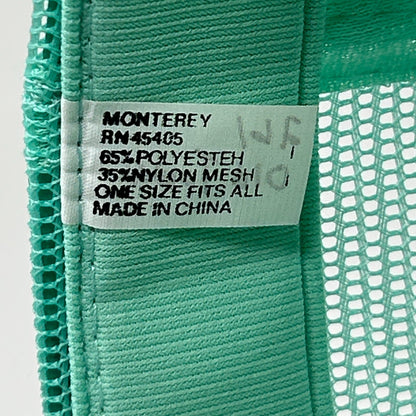 MONTEREY
RN 45405
65% POLYESTEH
35% NYLON MESH
ONE SIZE FITS ALL
MADE IN CHINA